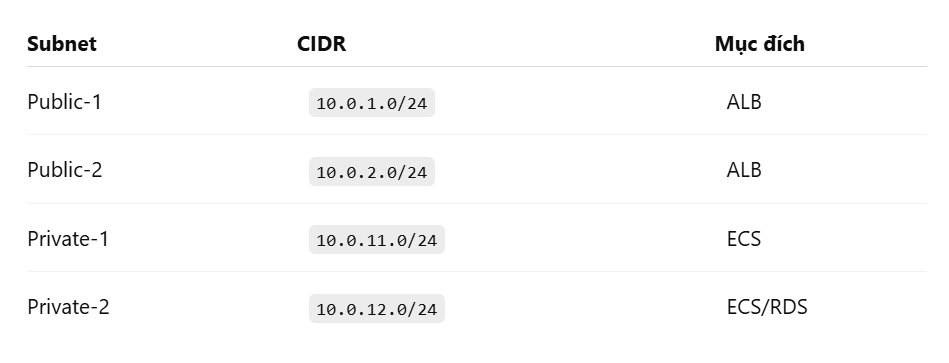 Subnet CIDR Mục đích
Public-1 10.0.1.0/24 ALB
Public-2 10.0.2.0/24 ALB
Private-1 10.0.11.0/24 ECS
Private-2 10.0.12.0/24 ECS/RDS